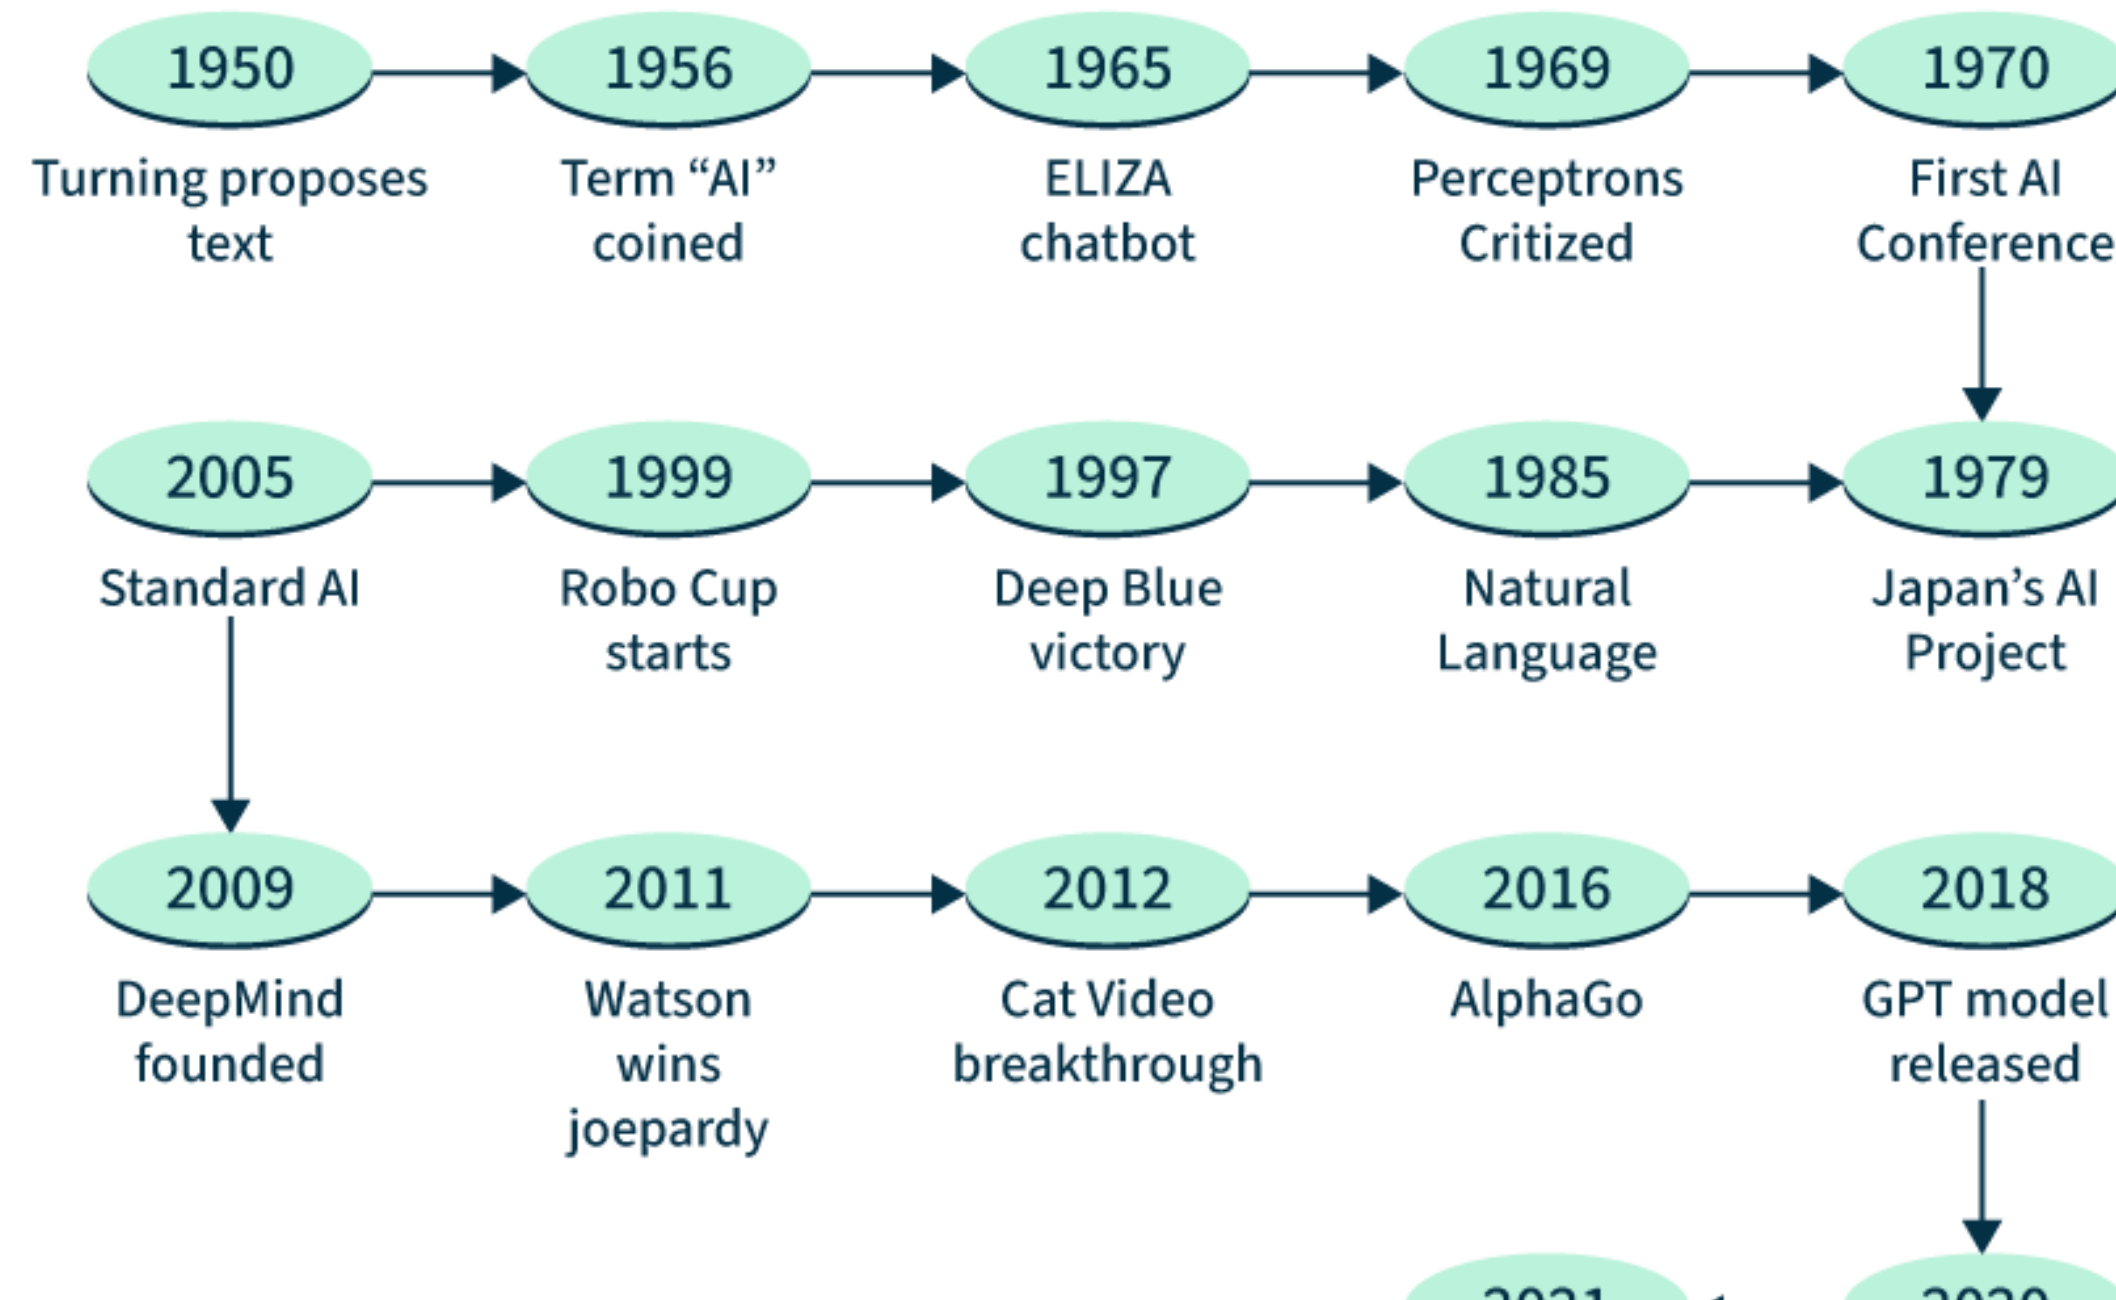 1950
1956
1965
1969
1970
Turning proposes
text
Term “AI”
coined
ELIZA
chatbot
Perceptrons
Critized
First AI
Conference
2005
1999
1997
1985
1979
Standard AI
Robo Cup
starts
Deep Blue
victory
Natural
Language
Japan’s AI
Project
2009
2011
2012
2016
2018
DeepMind
founded
Watson
wins
joepardy
Cat Video
breakthrough
AlphaGo
GPT model
released
2021
2020